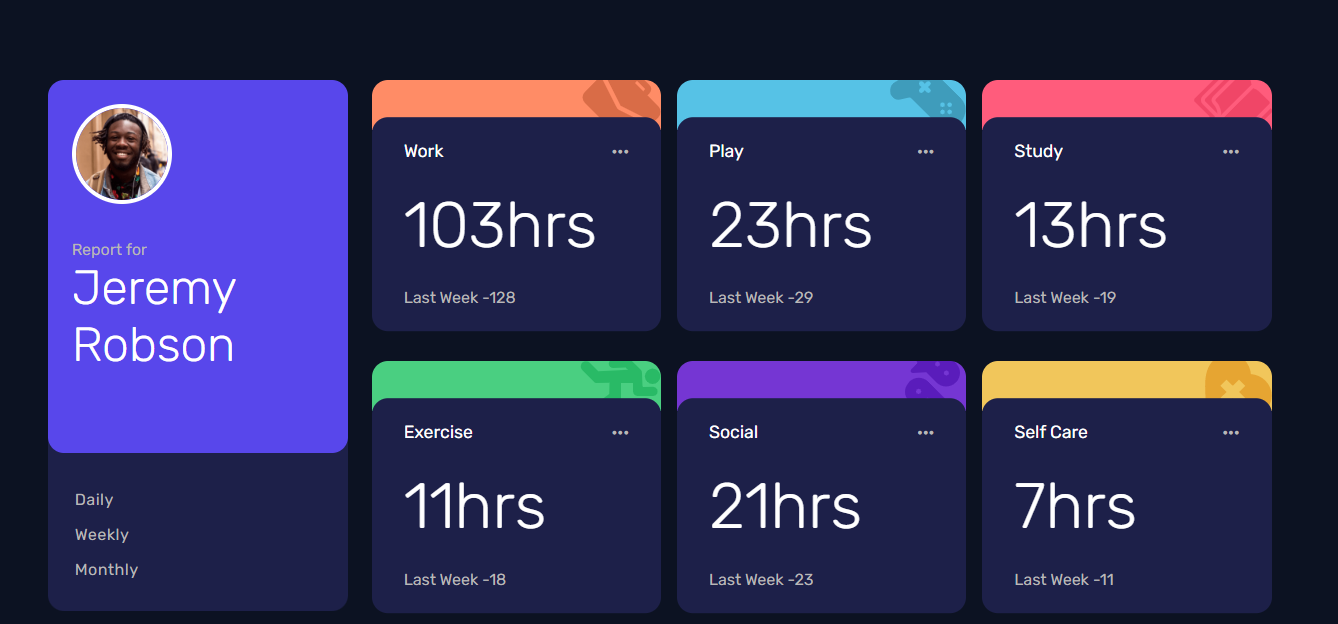 Report for
Jeremy
Robson
Daily
Weekly
Monthly
Work
103hrs
Last Week -128
Play
23hrs
Last Week -29
Study
13hrs
Last Week -19
Exercise
11hrs
Last Week -18
Social
21hrs
Last Week -23
Self Care
7hrs
Last Week -11